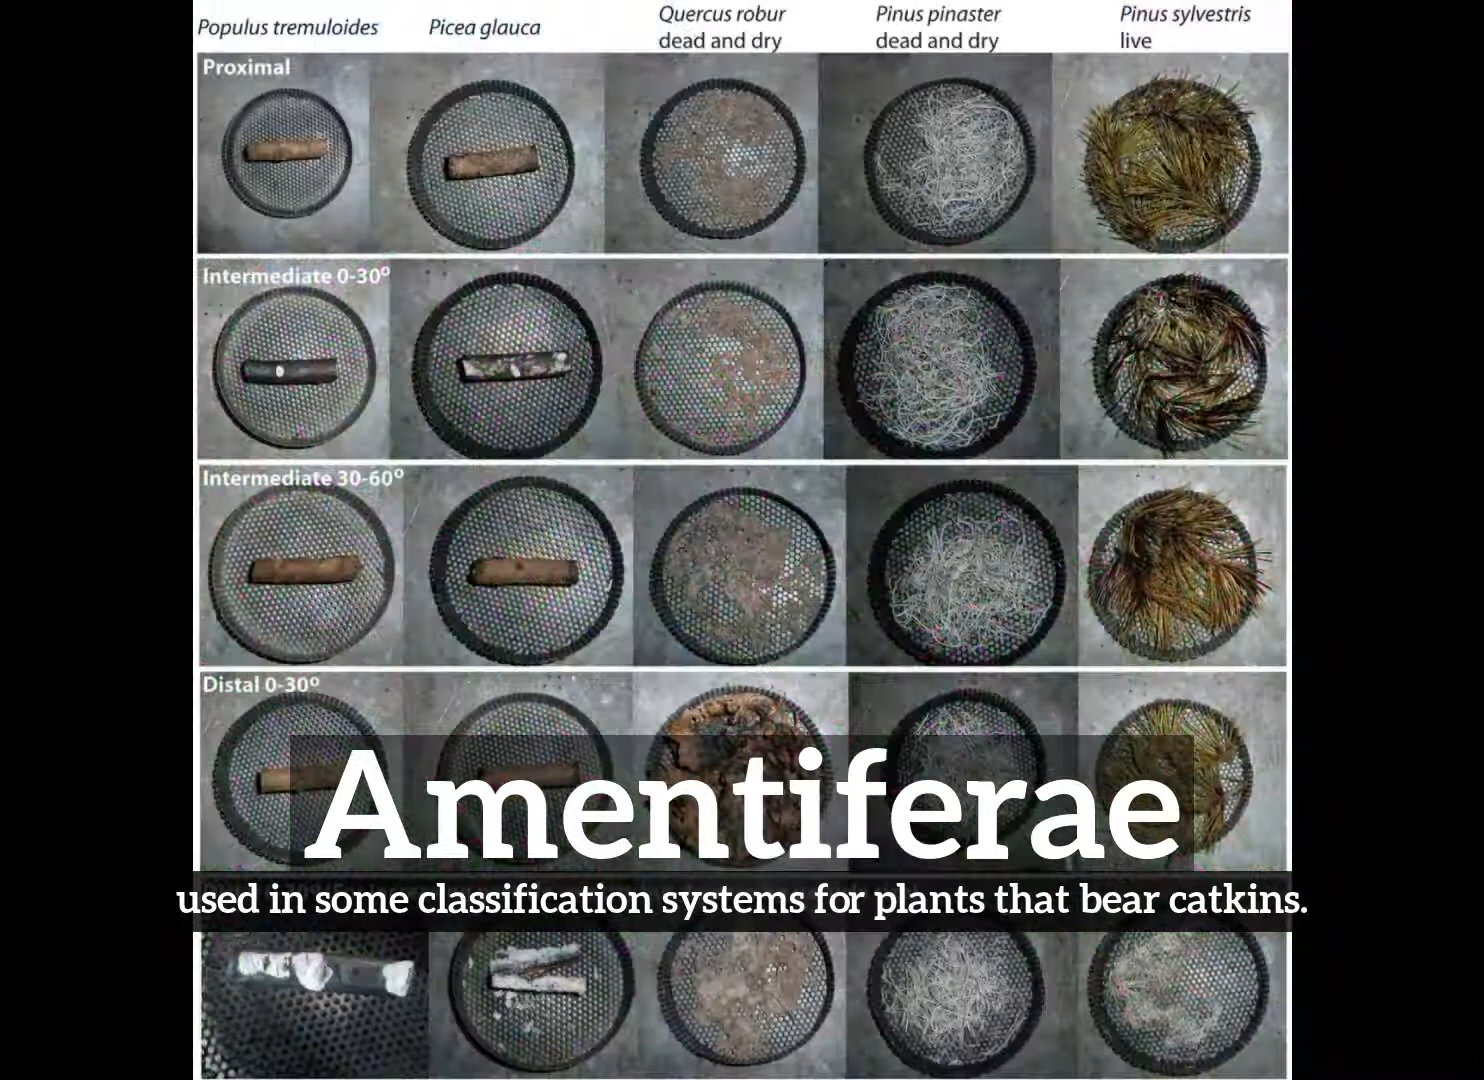 Populus tremuloides
Picea glauca
Quercus robur
dead and dry
Pinus pinaster
dead and dry
Pinus sylvestris
live
Proximal
Intermediate 0-30º
Intermediate 30-60º
Distal 0-30º
Amentiferae
used in some classification systems for plants that bear catkins.